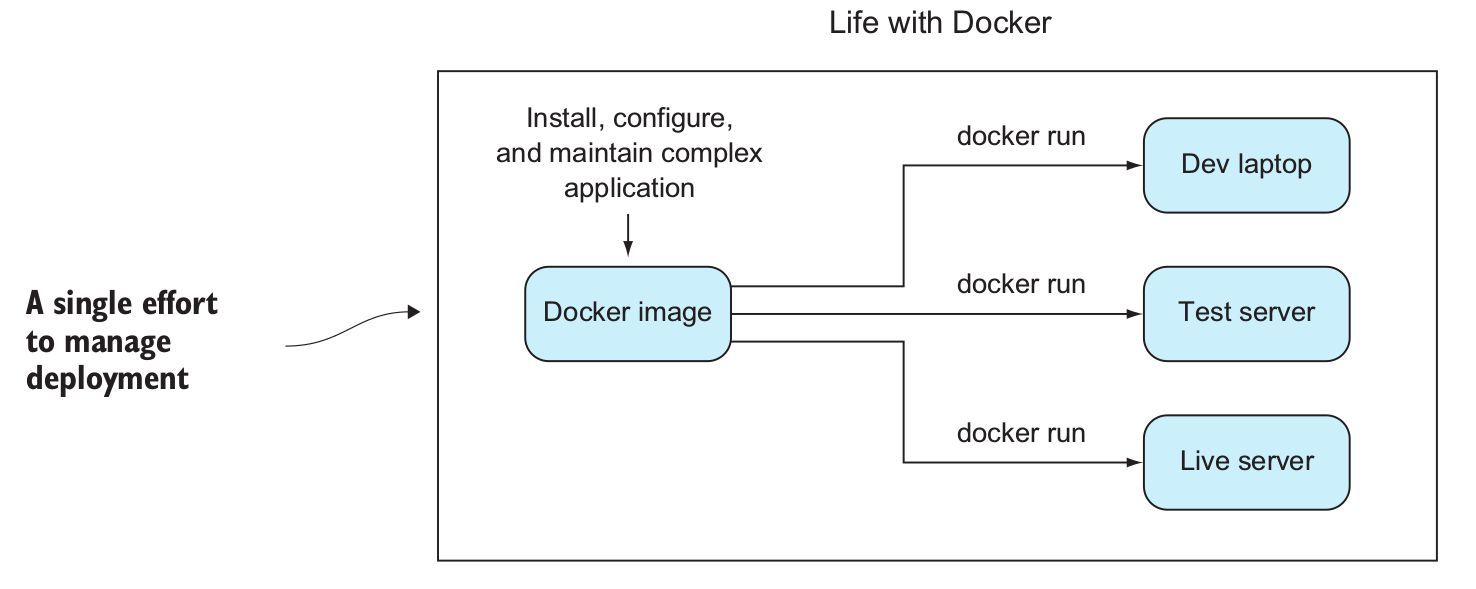 Life with Docker
Install, configure,
and maintain complex
application
docker run
Dev laptop
A single effort
to manage
deployment
Docker image
docker run
Test server
docker run
Live server